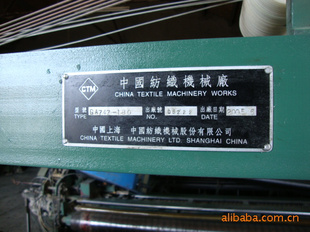 CTM
中國紡織機械廠
CHINA TEXTILE MACHINERY WORKS
型號 出廠號 出廠日期
TYPE NO. DATE
中國上海 中國紡織機械股份有限公司
CHINA TEXTILE MACHINERY LTD. SHANGHAI CHINA
alibaba.com.cn